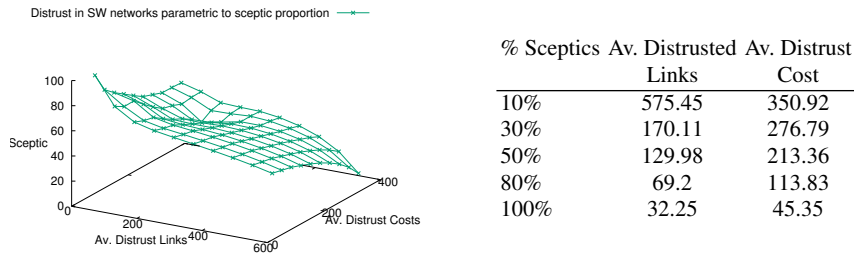 Distrust in SW networks parametric to sceptic proportion
100
80
60
40
20
0
Sceptic
0
200
400
600
Av. Distrust Links
0
200
400
Av. Distrust Costs
% Sceptics Av. Distrusted Av. Distrust
Links Cost
10% 575.45 350.92
30% 170.11 276.79
50% 129.98 213.36
80% 69.2 113.83
100% 32.25 45.35